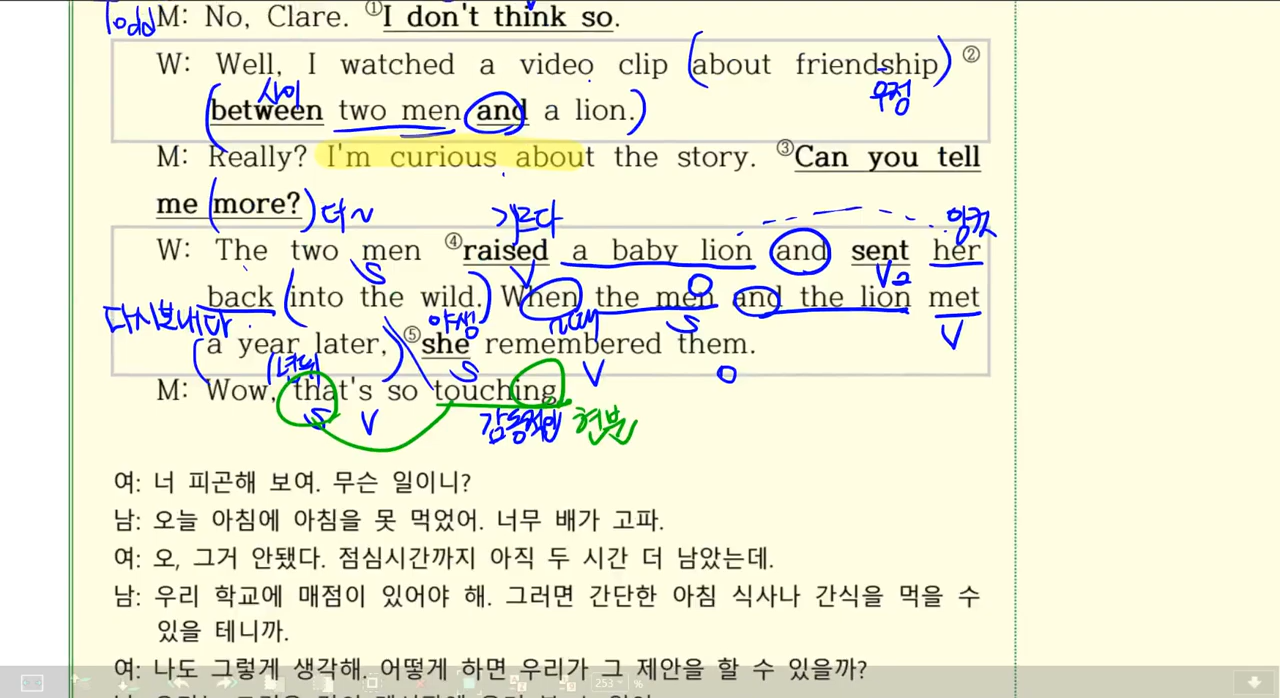 Todd M: No, Clare. ①I don't think so.
W: Well, I watched a video clip (about friendship) ②
사이 우정
(between two men and a lion.)
M: Really? I'm curious about the story. ③Can you tell
me (more?) 더~ 기르다 암컷
W: The two men ④raised a baby lion and sent her
S V V2
back (into the wild.) When the men and the lion met
다시보내다 야생 ~때 S V
(a year later,) ⑤she remembered them.
1년뒤 S V O
M: Wow, that's so touching.
S V 감동적인 현분
여: 너 피곤해 보여. 무슨 일이니?
남: 오늘 아침에 아침을 못 먹었어. 너무 배가 고파.
여: 오, 그거 안됐다. 점심시간까지 아직 두 시간 더 남았는데.
남: 우리 학교에 매점이 있어야 해. 그러면 간단한 아침 식사나 간식을 먹을 수
있을 테니까.
여: 나도 그렇게 생각해. 어떻게 하면 우리가 그 제안을 할 수 있을까?
253 %